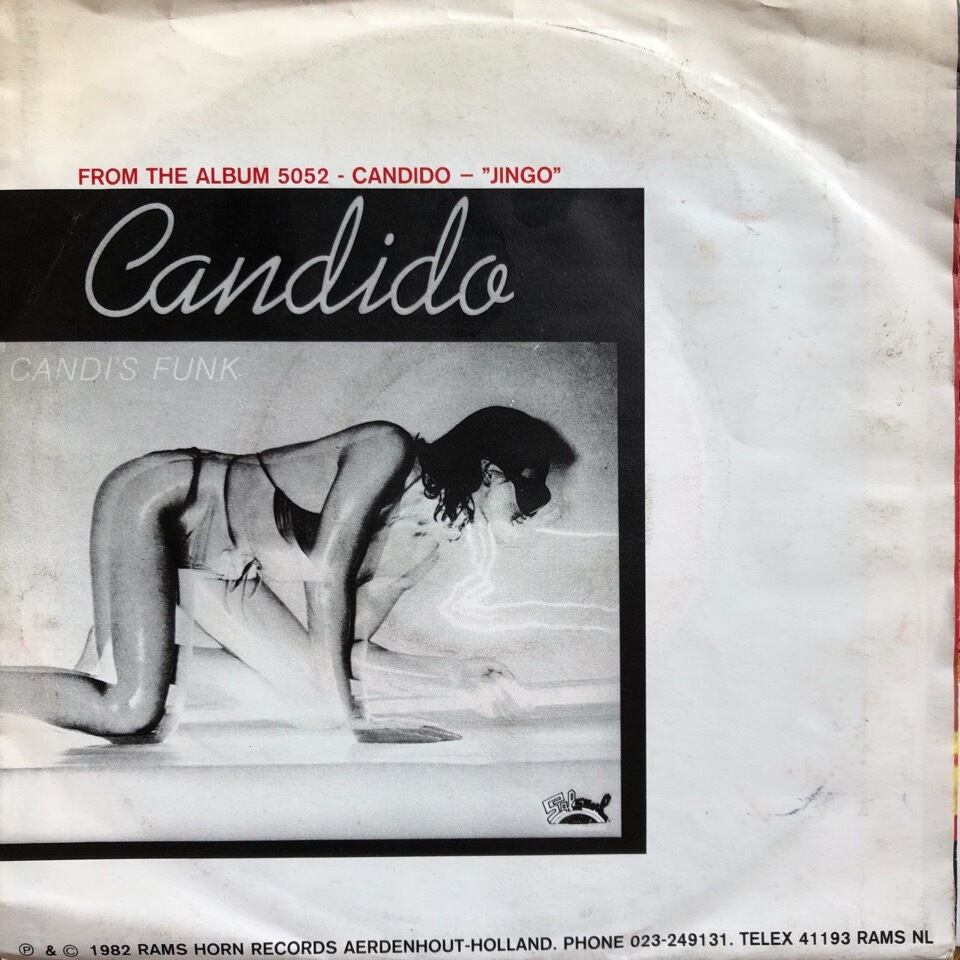 FROM THE ALBUM 5052 - CANDIDO – "JINGO"
Candido
CANDI'S FUNK
Salsoul
℗ & © 1982 RAMS HORN RECORDS AERDENHOUT-HOLLAND. PHONE 023-249131. TELEX 41193 RAMS NL